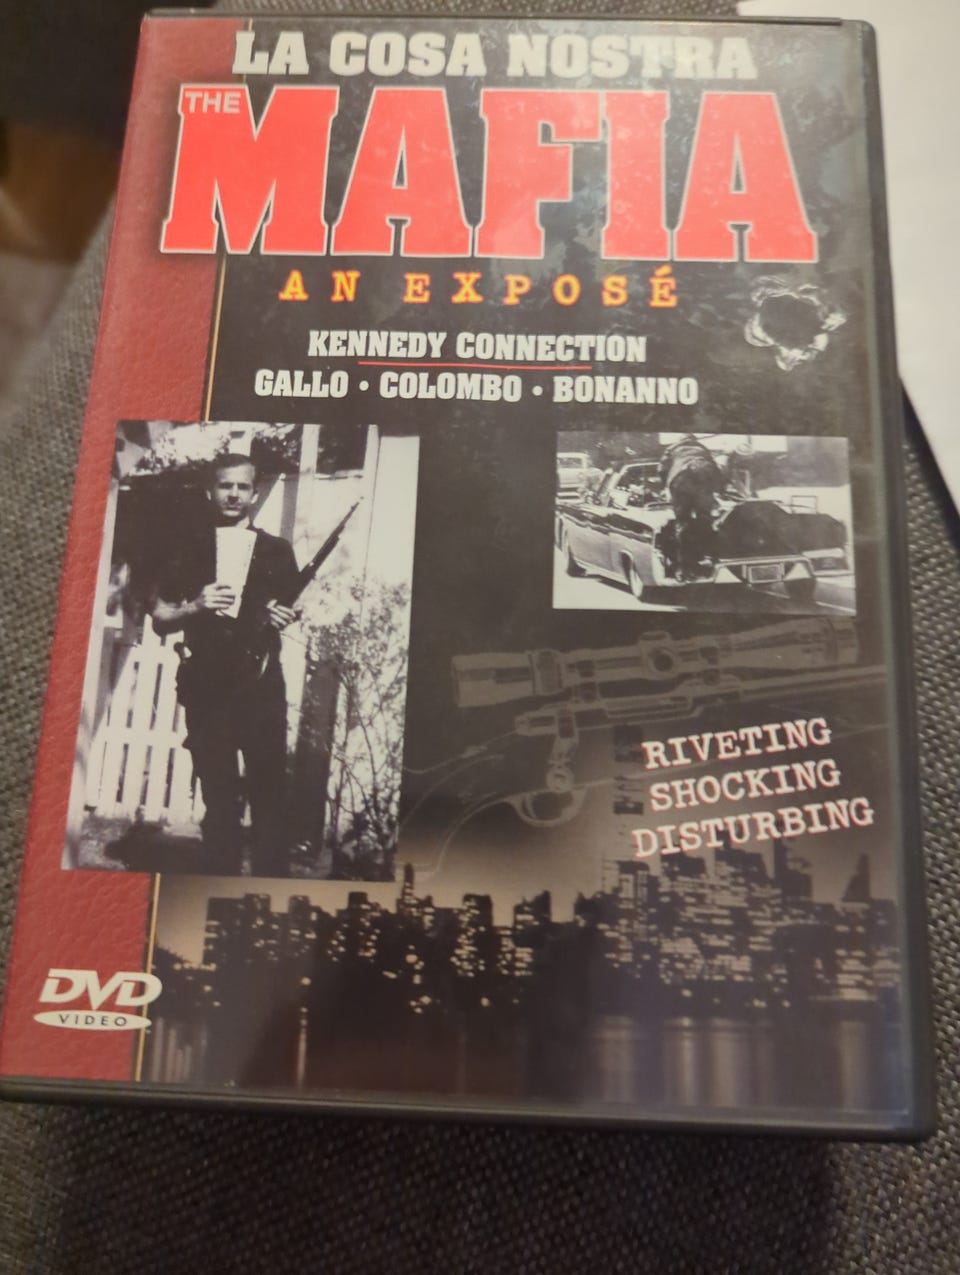 LA COSA NOSTRA
THE
MAFIA
AN EXPOSÉ
KENNEDY CONNECTION
GALLO • COLOMBO • BONANNO
RIVETING
SHOCKING
DISTURBING
DVD
VIDEO